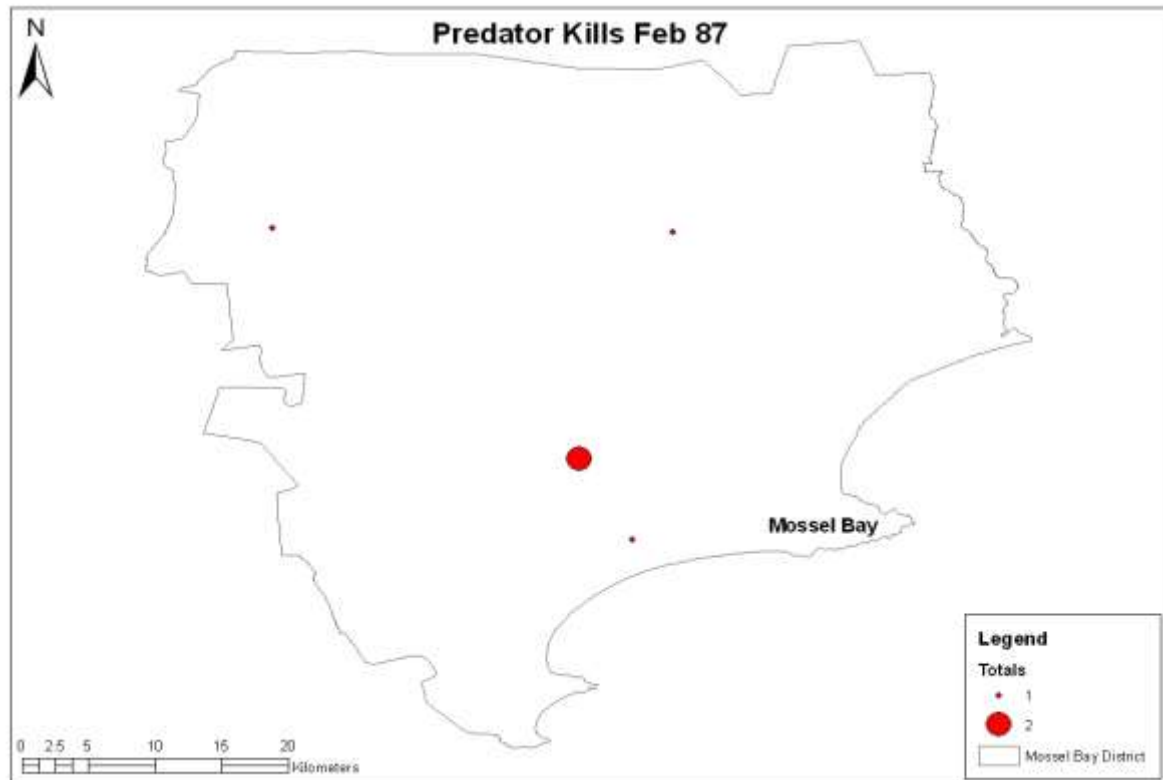 Predator Kills Feb 87
N
Mossel Bay
Legend
Totals
1
2
Mossel Bay District
0 2.5 5 10 15 20
Kilometers